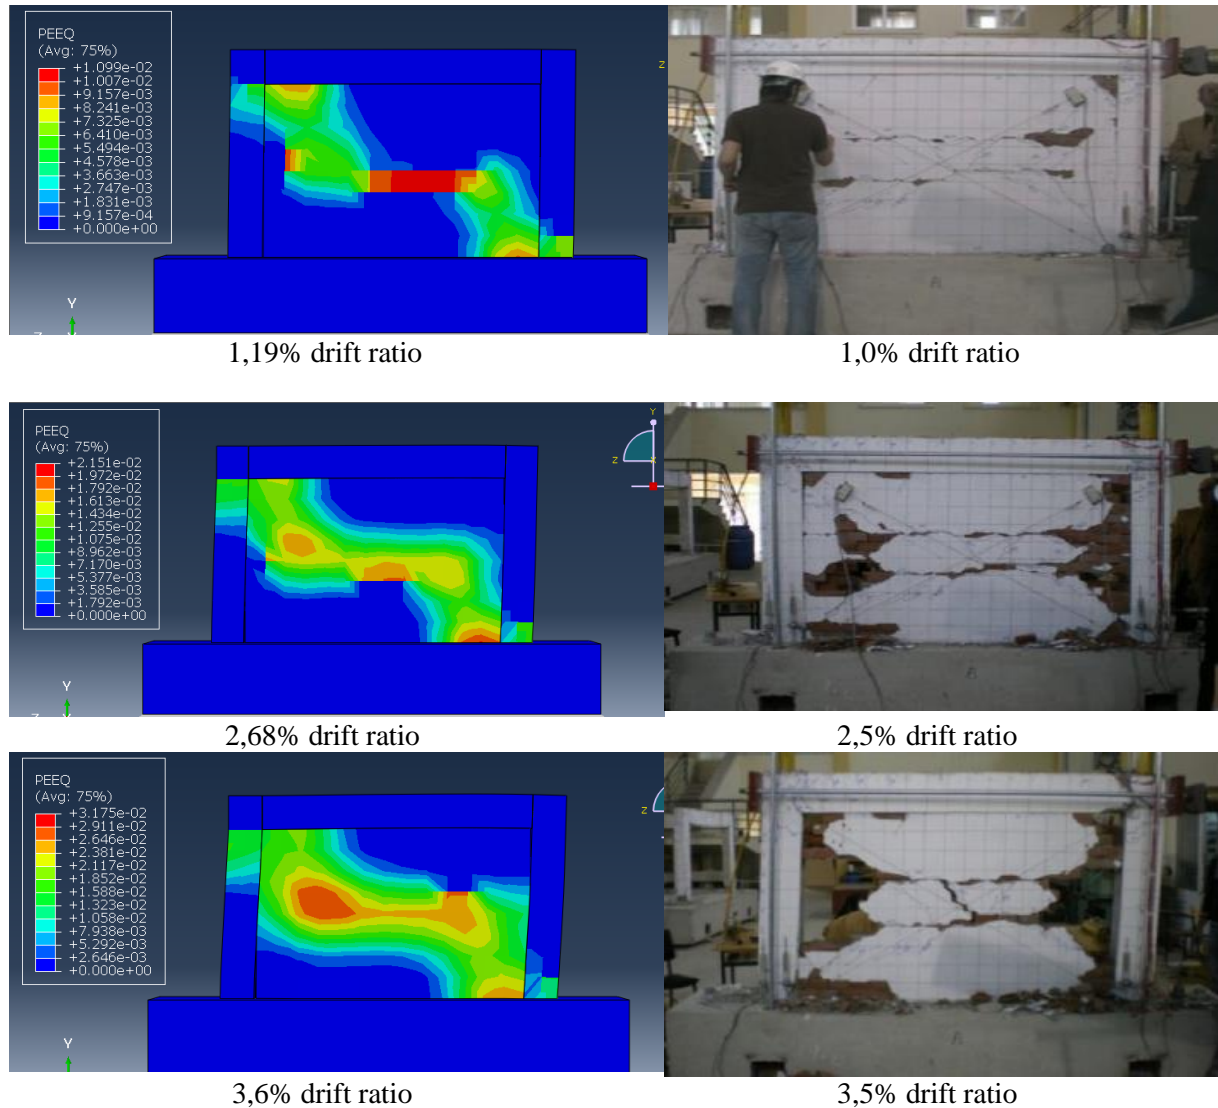 PEEQ
(Avg: 75%)
+1.099e-02
+1.007e-02
+9.157e-03
+8.241e-03
+7.325e-03
+6.410e-03
+5.494e-03
+4.578e-03
+3.663e-03
+2.747e-03
+1.831e-03
+9.157e-04
+0.000e+00
Y
Z
1,19% drift ratio
1,0% drift ratio
PEEQ
(Avg: 75%)
+2.151e-02
+1.972e-02
+1.792e-02
+1.613e-02
+1.434e-02
+1.255e-02
+1.075e-02
+8.962e-03
+7.170e-03
+5.377e-03
+3.585e-03
+1.792e-03
+0.000e+00
Y
Z
X
Y
2,68% drift ratio
2,5% drift ratio
PEEQ
(Avg: 75%)
+3.175e-02
+2.911e-02
+2.646e-02
+2.381e-02
+2.117e-02
+1.852e-02
+1.588e-02
+1.323e-02
+1.058e-02
+7.938e-03
+5.292e-03
+2.646e-03
+0.000e+00
Z
Y
3,6% drift ratio
3,5% drift ratio